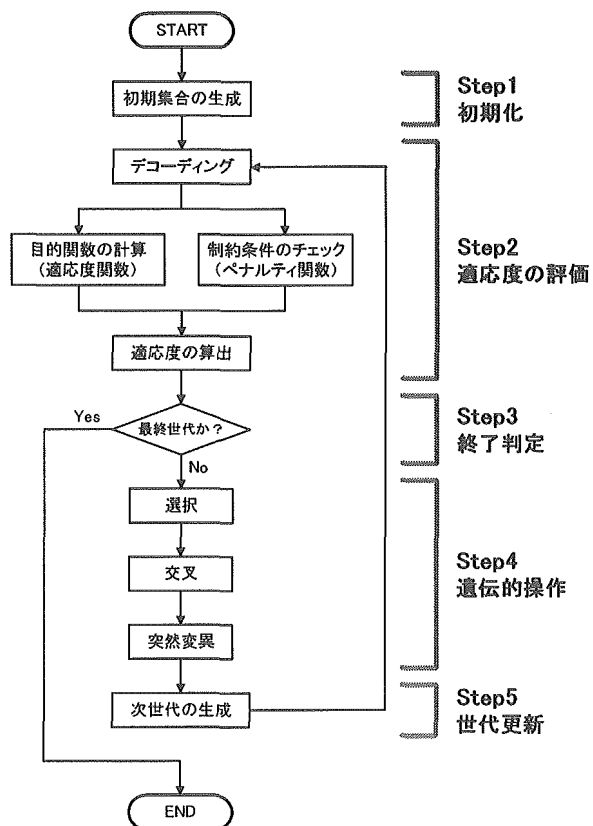 START
初期集合の生成
Step1
初期化
デコーディング
目的関数の計算
(適応度関数)
制約条件のチェック
(ペナルティ関数)
Step2
適応度の評価
適応度の算出
Yes
最終世代か?
No
Step3
終了判定
選択
交叉
突然変異
Step4
遺伝的操作
次世代の生成
Step5
世代更新
END